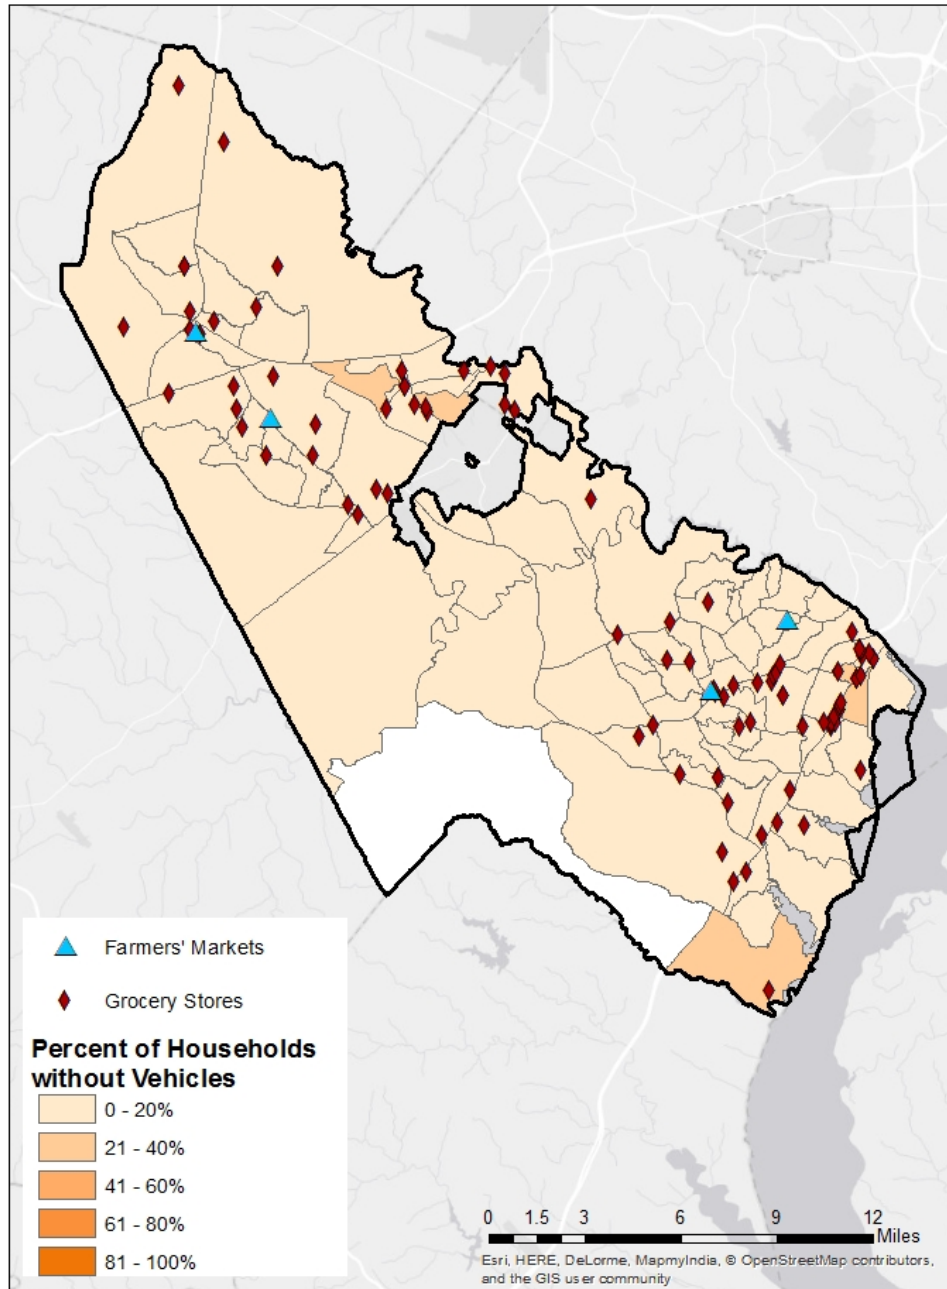 Farmers' Markets
Grocery Stores
Percent of Households
without Vehicles
0 - 20%
21 - 40%
41 - 60%
61 - 80%
81 - 100%
0 1.5 3 6 9 12
Miles
Esri, HERE, DeLorme, MapmyIndia, © OpenStreetMap contributors,
and the GIS user community